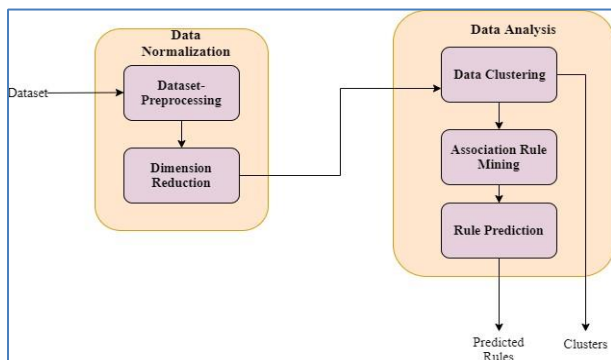 Data
Normalization
Dataset-
Preprocessing
Dataset
Dimension
Reduction
Data Analysis
Data Clustering
Association Rule
Mining
Rule Prediction
Predicted
Rules
Clusters